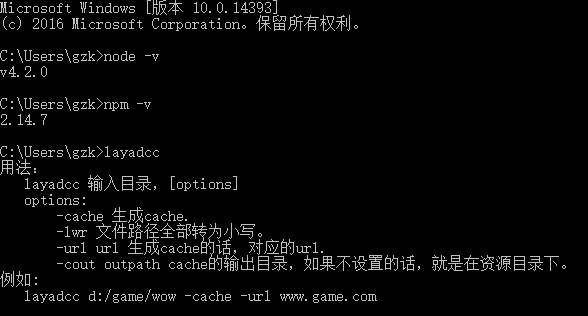 Microsoft Windows [版本 10.0.14393]
(c) 2016 Microsoft Corporation。保留所有权利。
C:\Users\gzk>node -v
v4.2.0
C:\Users\gzk>npm -v
2.14.7
C:\Users\gzk>layadcc
用法：
layadcc 输入目录，[options]
options:
-cache 生成cache.
-lwr 文件路径全部转为小写。
-url url 生成cache的话，对应的url.
-cout outpath cache的输出目录，如果不设置的话，就是在资源目录下。
例如:
layadcc d:/game/wow -cache -url www.game.com